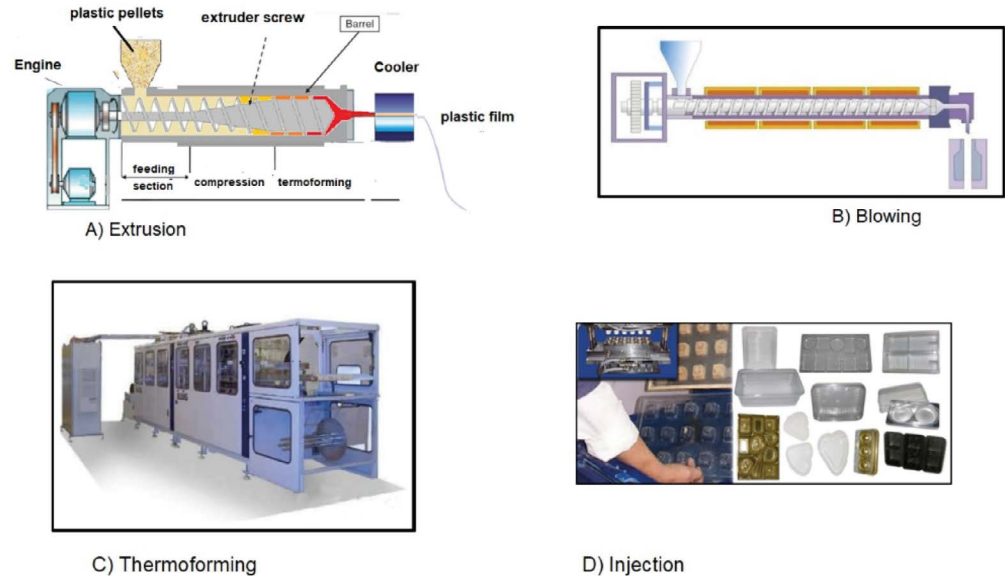 plastic pellets
extruder screw
Barrel
Engine
Cooler
plastic film
feeding
section
compression
termoforming
A) Extrusion
B) Blowing
C) Thermoforming
D) Injection